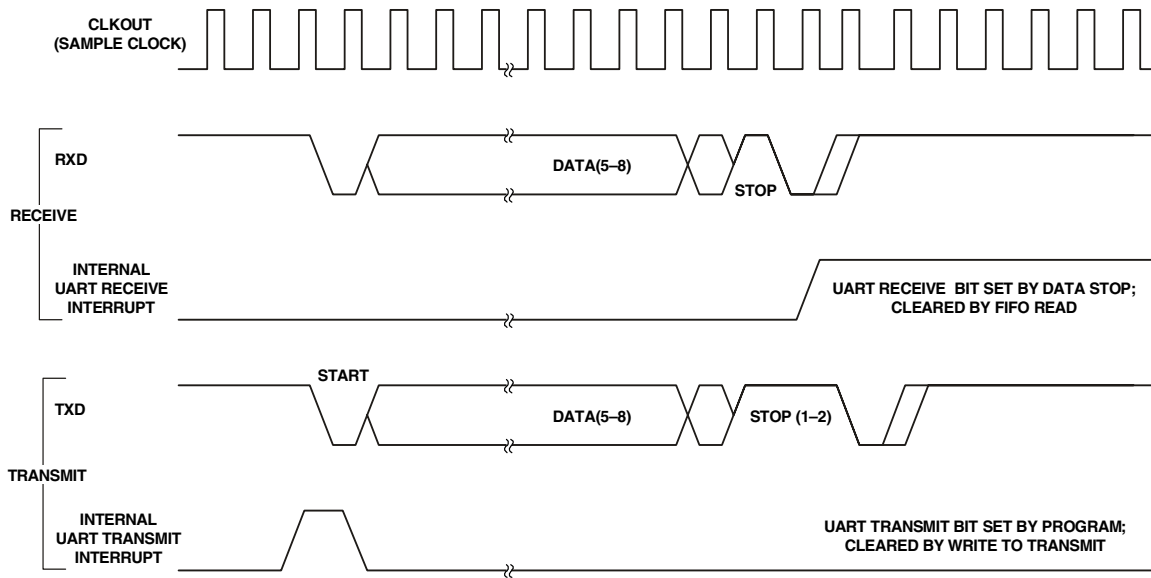 CLKOUT
(SAMPLE CLOCK)
RXD
DATA(5–8)
STOP
RECEIVE
INTERNAL
UART RECEIVE
INTERRUPT
UART RECEIVE BIT SET BY DATA STOP;
CLEARED BY FIFO READ
START
TXD
DATA(5–8)
STOP (1–2)
TRANSMIT
INTERNAL
UART TRANSMIT
INTERRUPT
UART TRANSMIT BIT SET BY PROGRAM;
CLEARED BY WRITE TO TRANSMIT